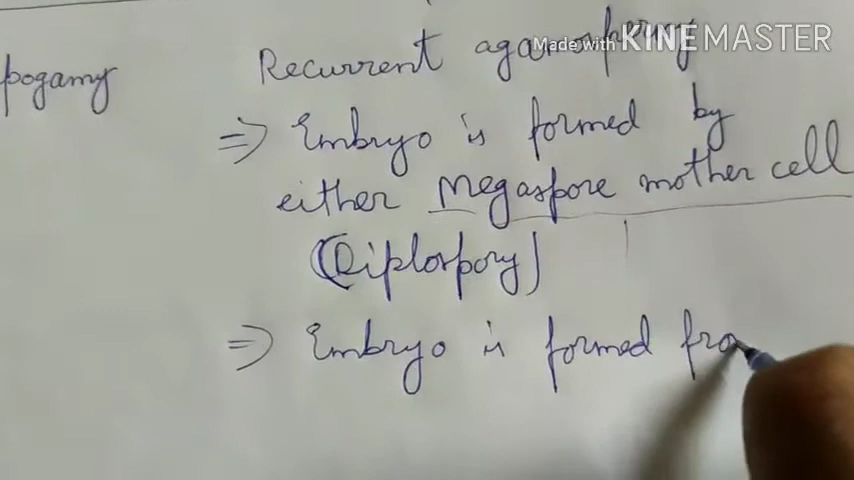 Made with KINEMASTER
pogamy
Recurrent agamospermy
=> Embryo is formed by
either Megaspore mother cell
(Diplospory)
=> Embryo is formed fro